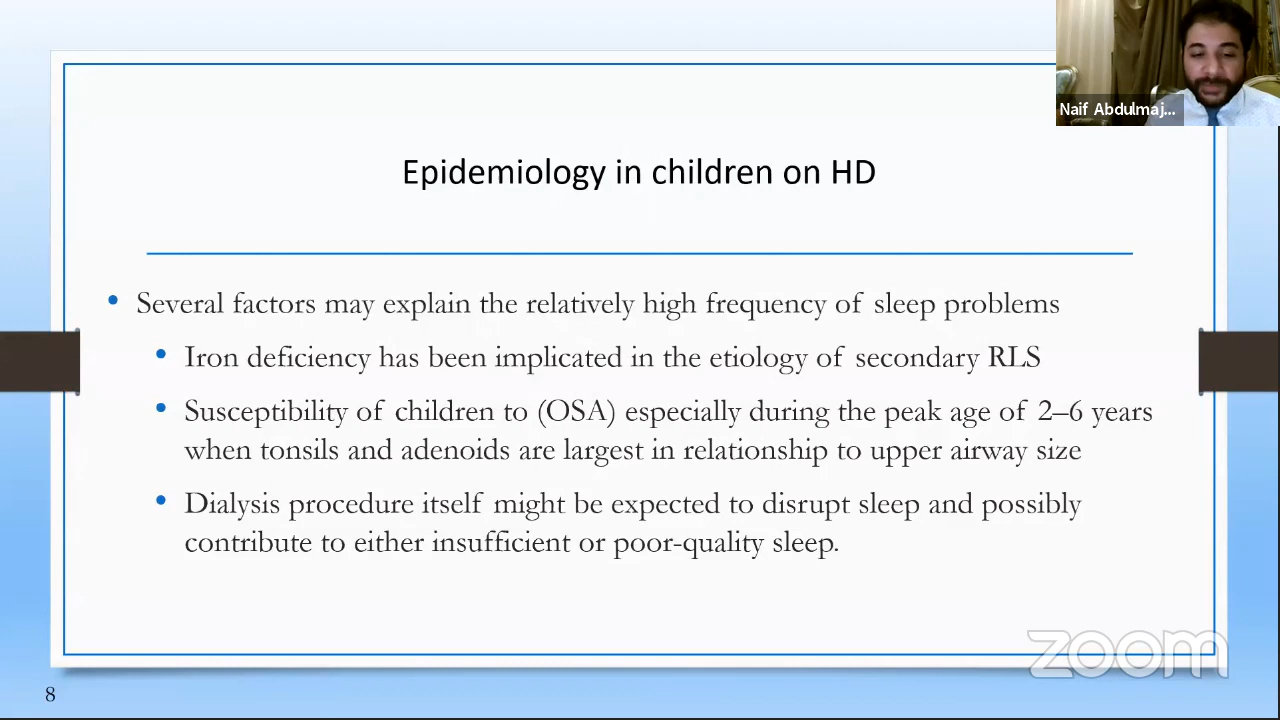 Naif Abdulmaj...
Epidemiology in children on HD
• Several factors may explain the relatively high frequency of sleep problems
• Iron deficiency has been implicated in the etiology of secondary RLS
• Susceptibility of children to (OSA) especially during the peak age of 2–6 years
when tonsils and adenoids are largest in relationship to upper airway size
• Dialysis procedure itself might be expected to disrupt sleep and possibly
contribute to either insufficient or poor-quality sleep.
zoom
8